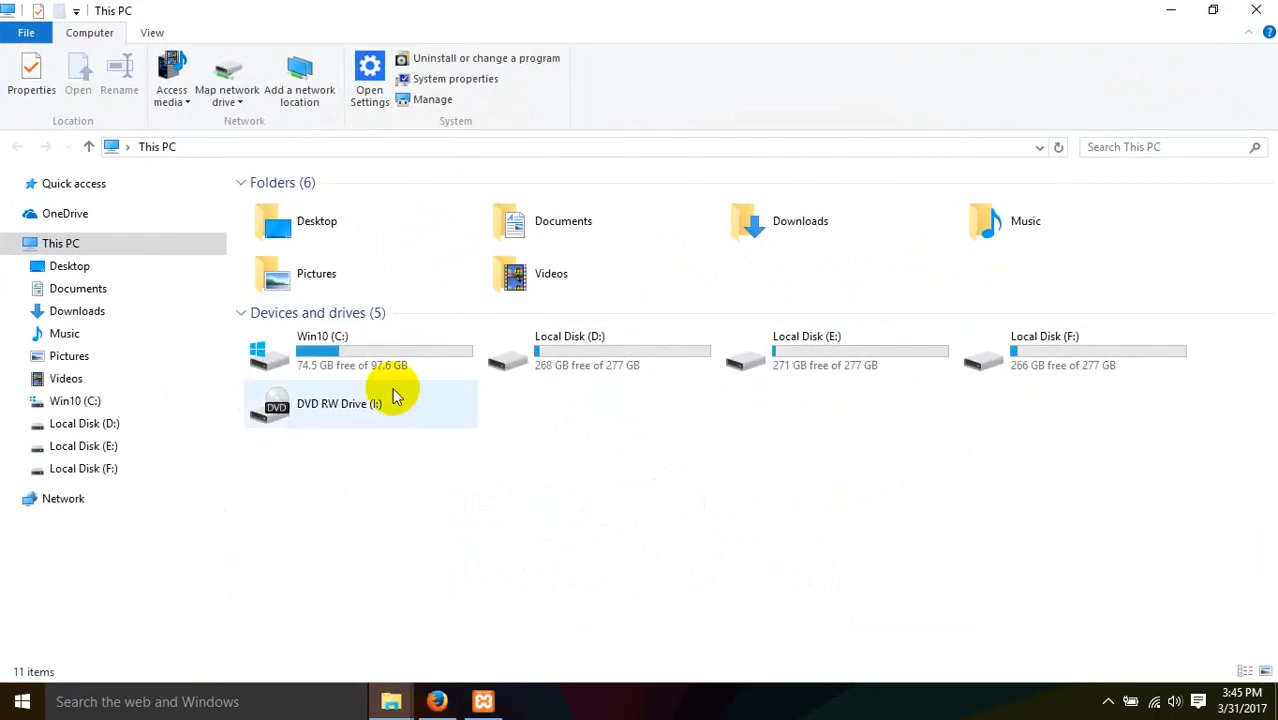 This PC
File
Computer
View
Properties
Open
Rename
Access media
Map network drive
Add a network location
Open Settings
Uninstall or change a program
System properties
Manage
Location
Network
System
This PC
Search This PC
Quick access
OneDrive
This PC
Desktop
Documents
Downloads
Music
Pictures
Videos
Win10 (C:)
Local Disk (D:)
Local Disk (E:)
Local Disk (F:)
Network
Folders (6)
Desktop
Documents
Downloads
Music
Pictures
Videos
Devices and drives (5)
Win10 (C:)
74.5 GB free of 97.6 GB
Local Disk (D:)
268 GB free of 277 GB
Local Disk (E:)
271 GB free of 277 GB
Local Disk (F:)
266 GB free of 277 GB
DVD
DVD RW Drive (I:)
11 items
Search the web and Windows
3:45 PM
3/31/2017